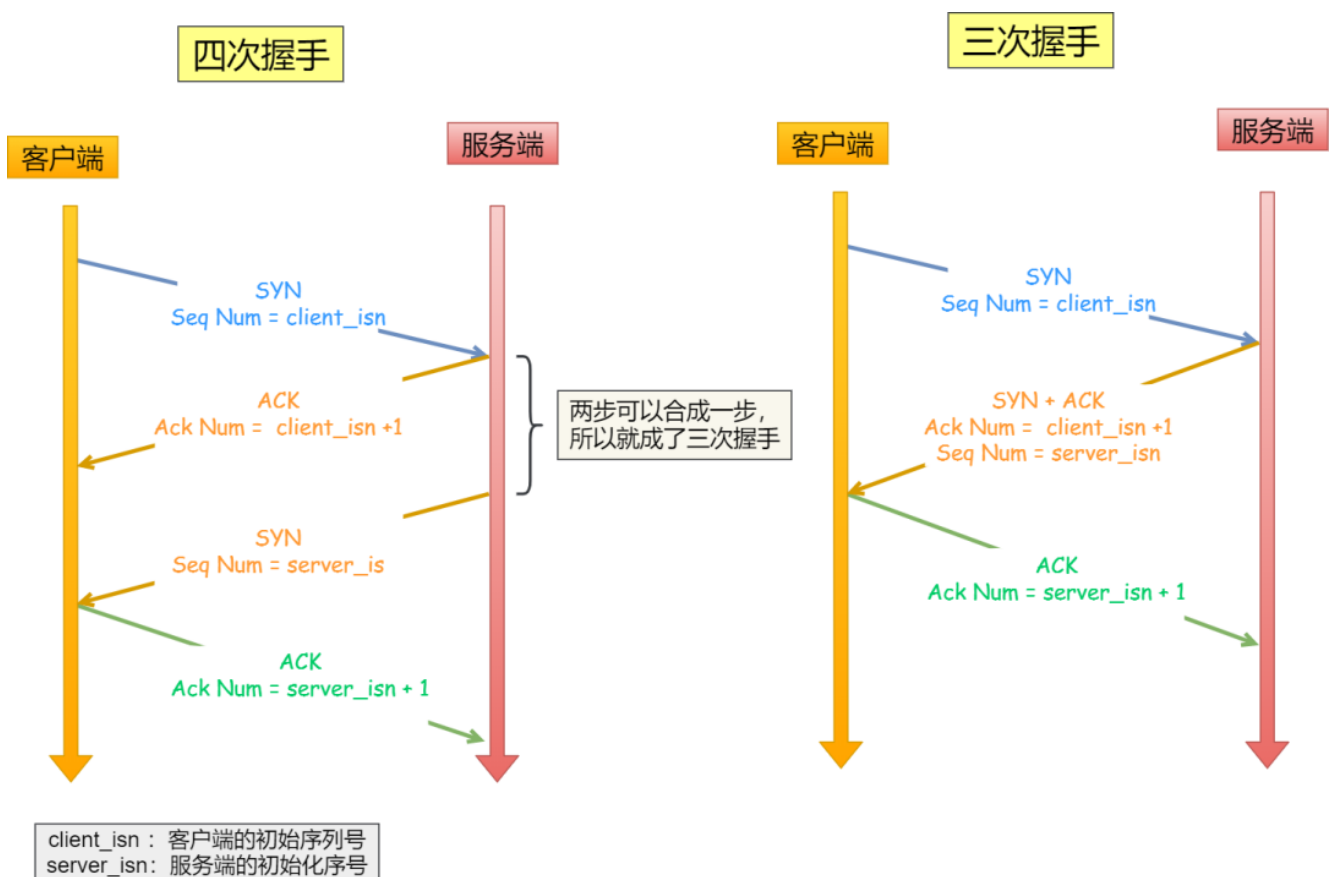 四次握手
客户端
服务端
SYN
Seq Num = client_isn
ACK
Ack Num = client_isn +1
两步可以合成一步，
所以就成了三次握手
SYN
Seq Num = server_is
ACK
Ack Num = server_isn + 1
三次握手
客户端
服务端
SYN
Seq Num = client_isn
SYN + ACK
Ack Num = client_isn +1
Seq Num = server_isn
ACK
Ack Num = server_isn + 1
client_isn ：客户端的初始序列号
server_isn：服务端的初始化序号